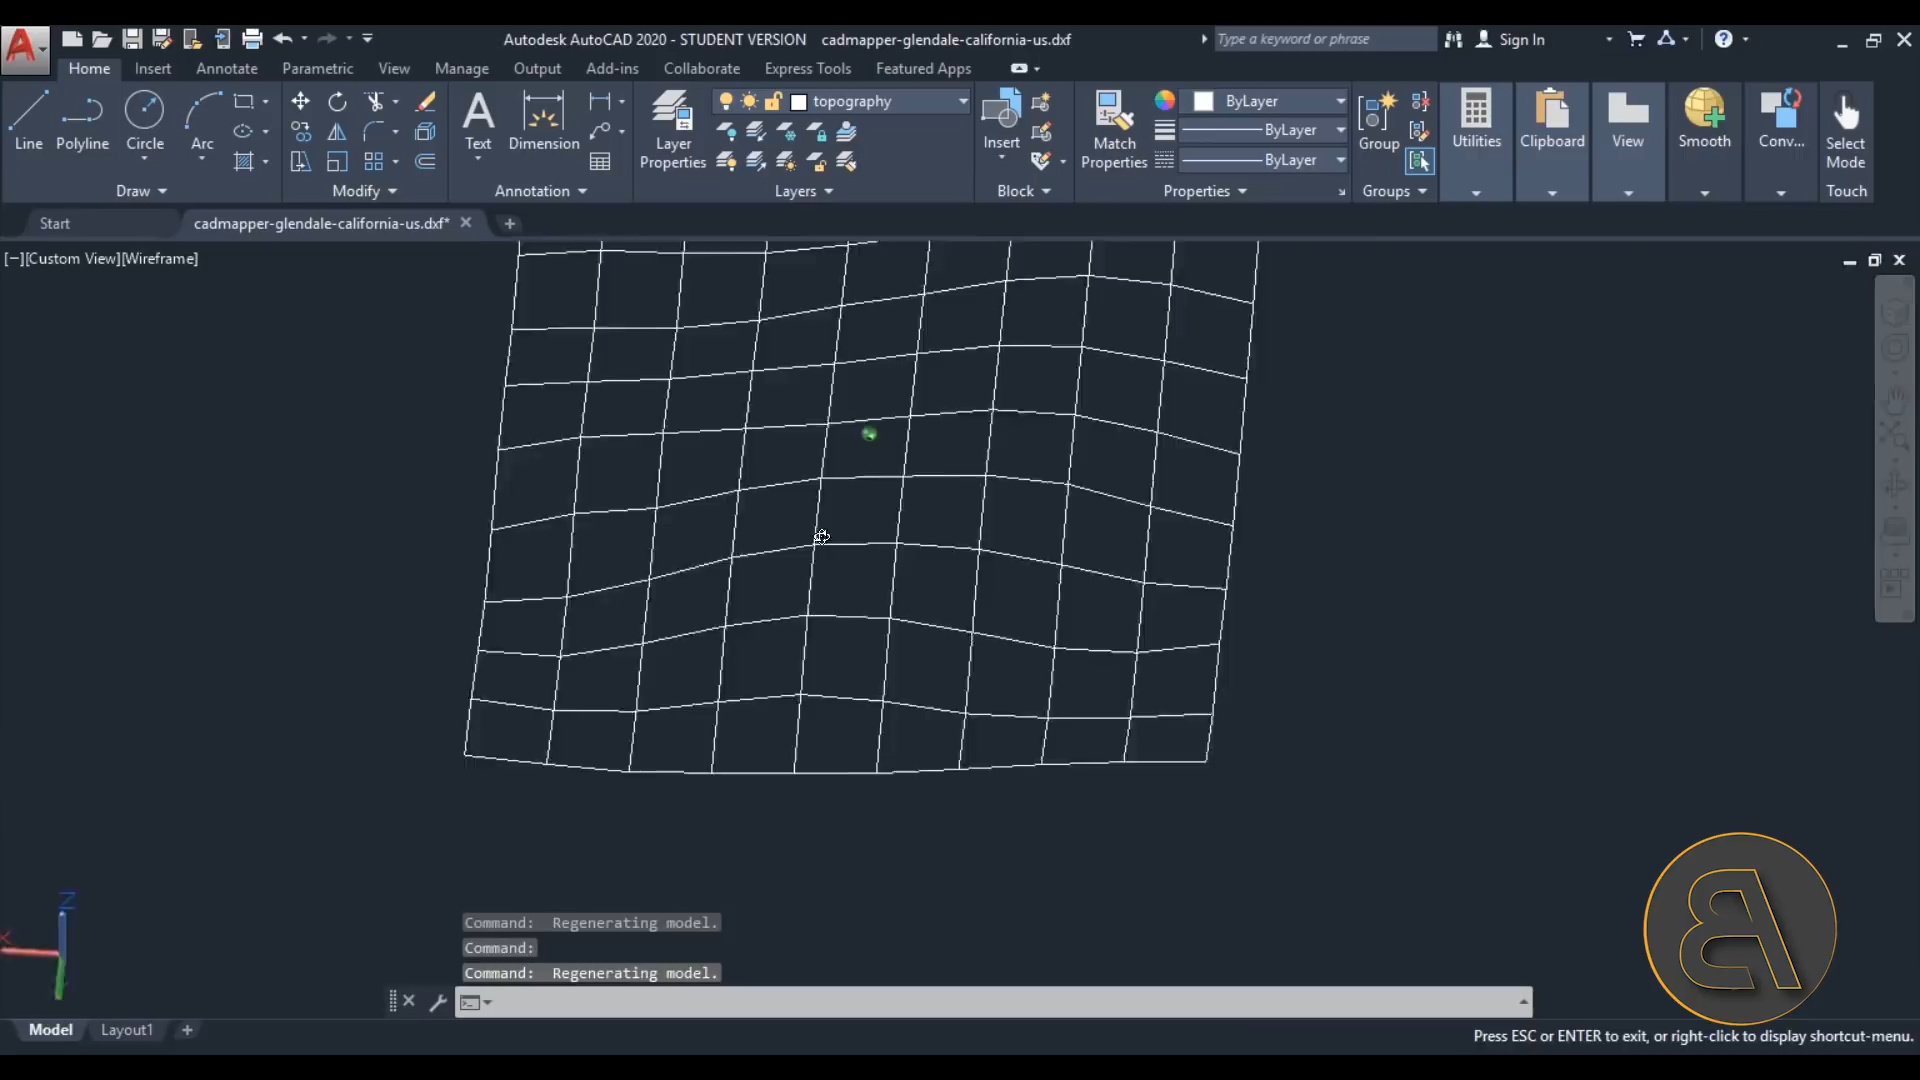 Autodesk AutoCAD 2020 - STUDENT VERSION cadmapper-glendale-california-us.dxf
Type a keyword or phrase
Sign In
Home Insert Annotate Parametric View Manage Output Add-ins Collaborate Express Tools Featured Apps
topography
ByLayer
ByLayer
ByLayer
Line Polyline Circle Arc
Text Dimension
Layer Properties
Insert
Match Properties
Group
Utilities Clipboard View Smooth Conv... Select Mode
Draw Modify Annotation Layers Block Properties Groups Touch
Start cadmapper-glendale-california-us.dxf*
[−][Custom View][Wireframe]
Z
X
Command: Regenerating model.
Command:
Command: Regenerating model.
Model Layout1
Press ESC or ENTER to exit, or right-click to display shortcut-menu.